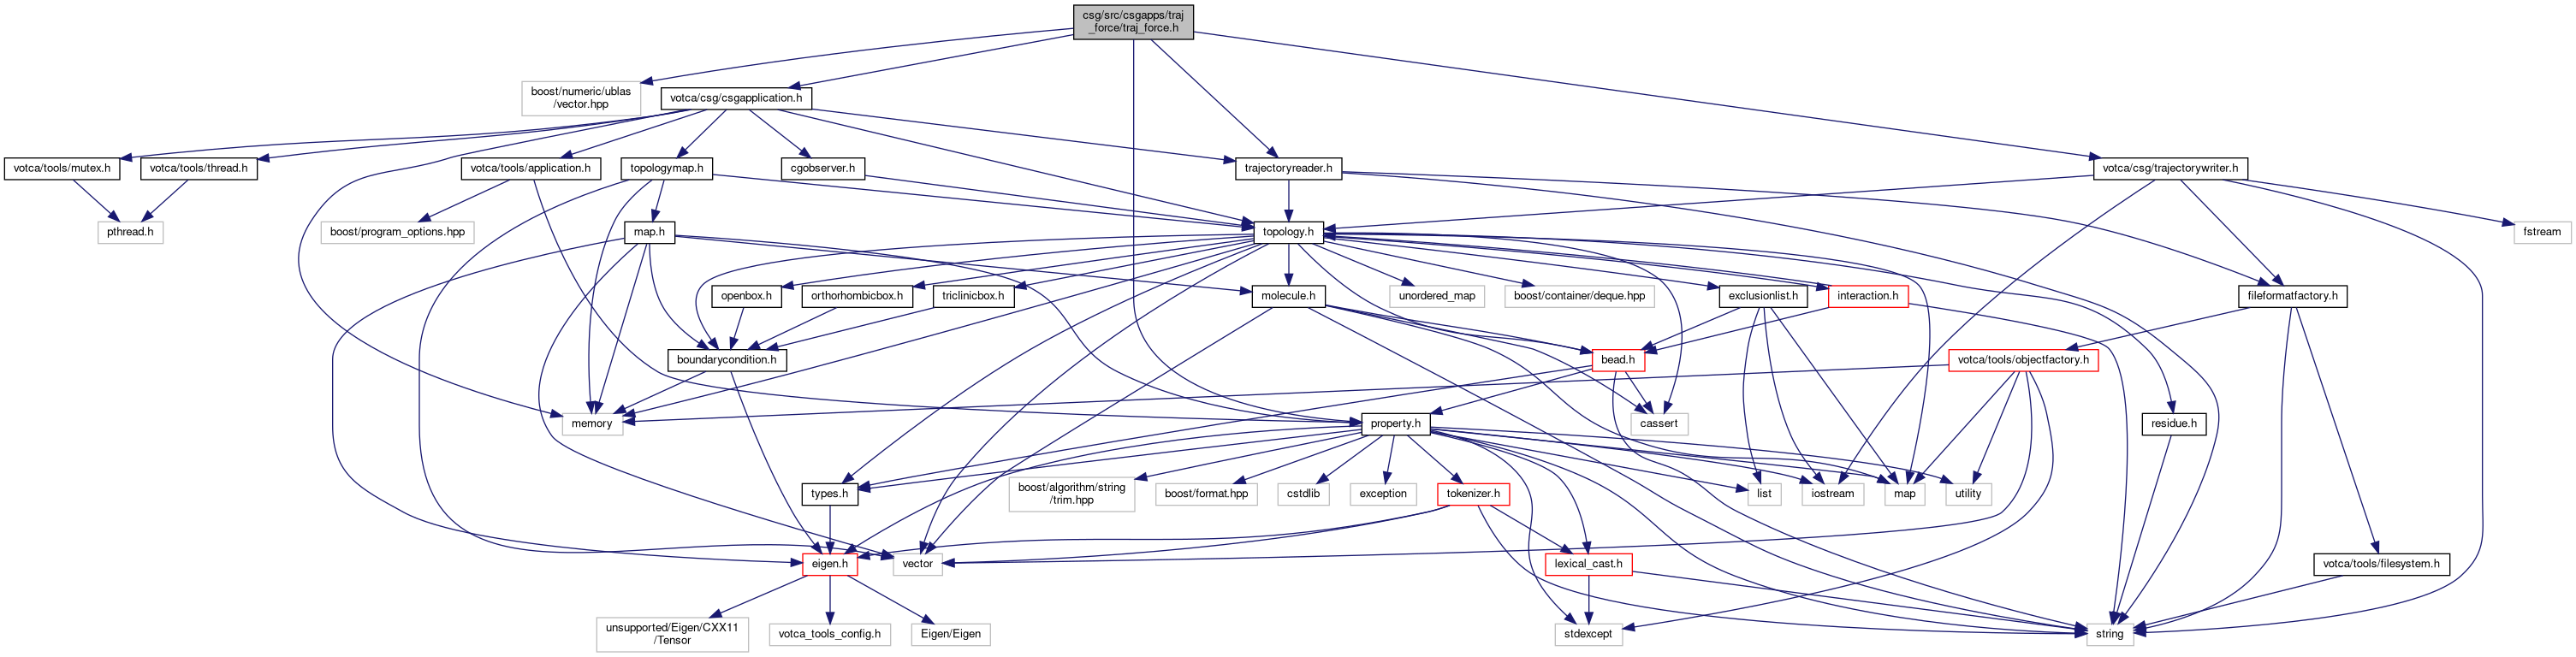 csg/src/csgapps/traj
_force/traj_force.h
boost/numeric/ublas
/vector.hpp
votca/csg/csgapplication.h
votca/tools/mutex.h
votca/tools/thread.h
votca/tools/application.h
topologymap.h
cgobserver.h
trajectoryreader.h
votca/csg/trajectorywriter.h
pthread.h
boost/program_options.hpp
map.h
topology.h
fstream
openbox.h
orthorhombicbox.h
triclinicbox.h
molecule.h
unordered_map
boost/container/deque.hpp
exclusionlist.h
interaction.h
fileformatfactory.h
boundarycondition.h
bead.h
votca/tools/objectfactory.h
memory
property.h
cassert
residue.h
types.h
boost/algorithm/string
/trim.hpp
boost/format.hpp
cstdlib
exception
tokenizer.h
list
iostream
map
utility
eigen.h
vector
lexical_cast.h
votca/tools/filesystem.h
unsupported/Eigen/CXX11
/Tensor
votca_tools_config.h
Eigen/Eigen
stdexcept
string